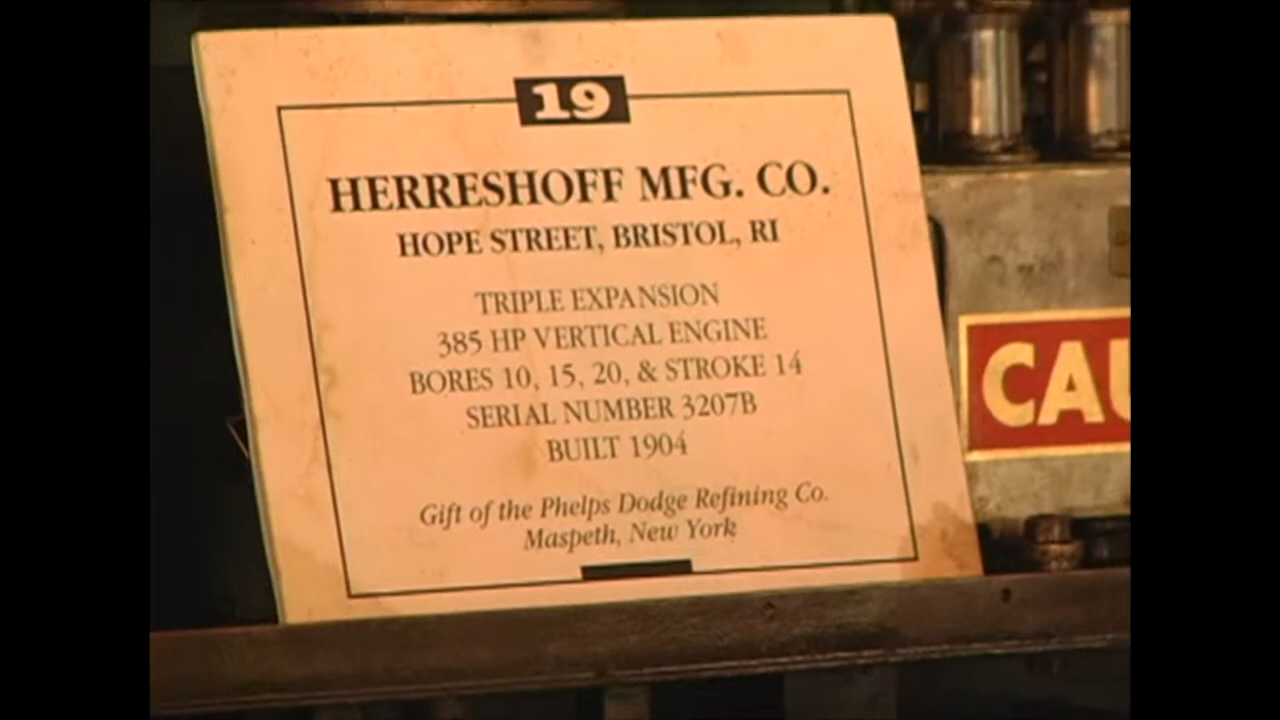 19
HERRESHOFF MFG. CO.
HOPE STREET, BRISTOL, RI
TRIPLE EXPANSION
385 HP VERTICAL ENGINE
BORES 10, 15, 20, & STROKE 14
SERIAL NUMBER 3207B
BUILT 1904
Gift of the Phelps Dodge Refining Co.
Maspeth, New York
CAU